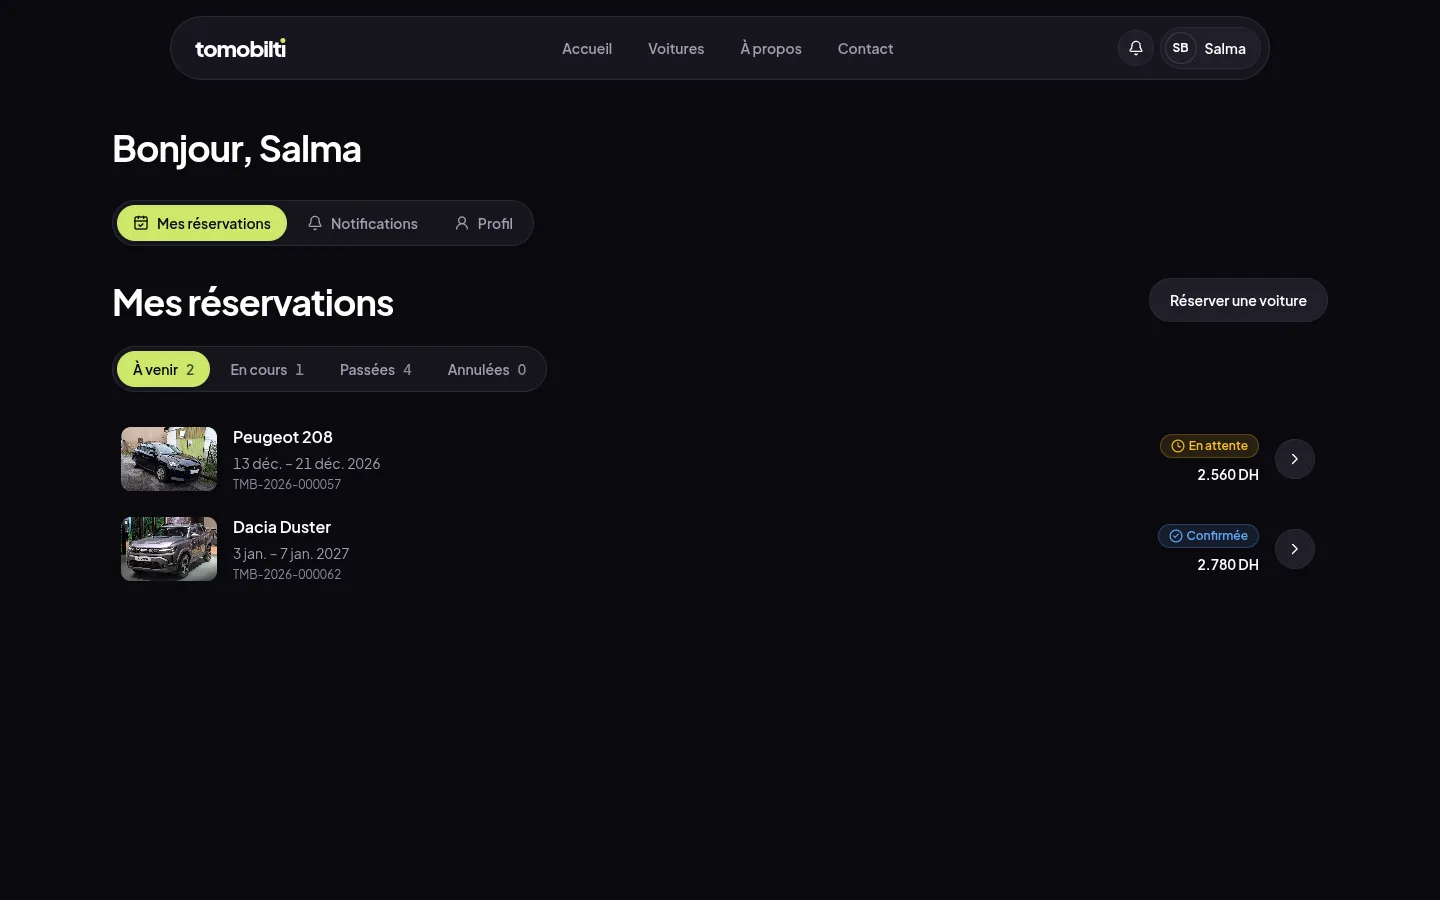 tomobilti
Accueil
Voitures
À propos
Contact
SB
Salma
Bonjour, Salma
Mes réservations
Notifications
Profil
Mes réservations
Réserver une voiture
À venir 2
En cours 1
Passées 4
Annulées 0
Peugeot 208
13 déc. – 21 déc. 2026
TMB-2026-000057
En attente
2.560 DH
Dacia Duster
3 jan. – 7 jan. 2027
TMB-2026-000062
Confirmée
2.780 DH